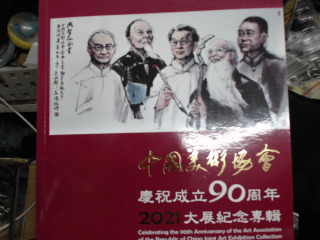 中國美術協會
慶祝成立90周年
2021大展紀念專輯
Celebrating the 90th Anniversary of the Art Association
of the Republic of China Joint Art Exhibition Collection